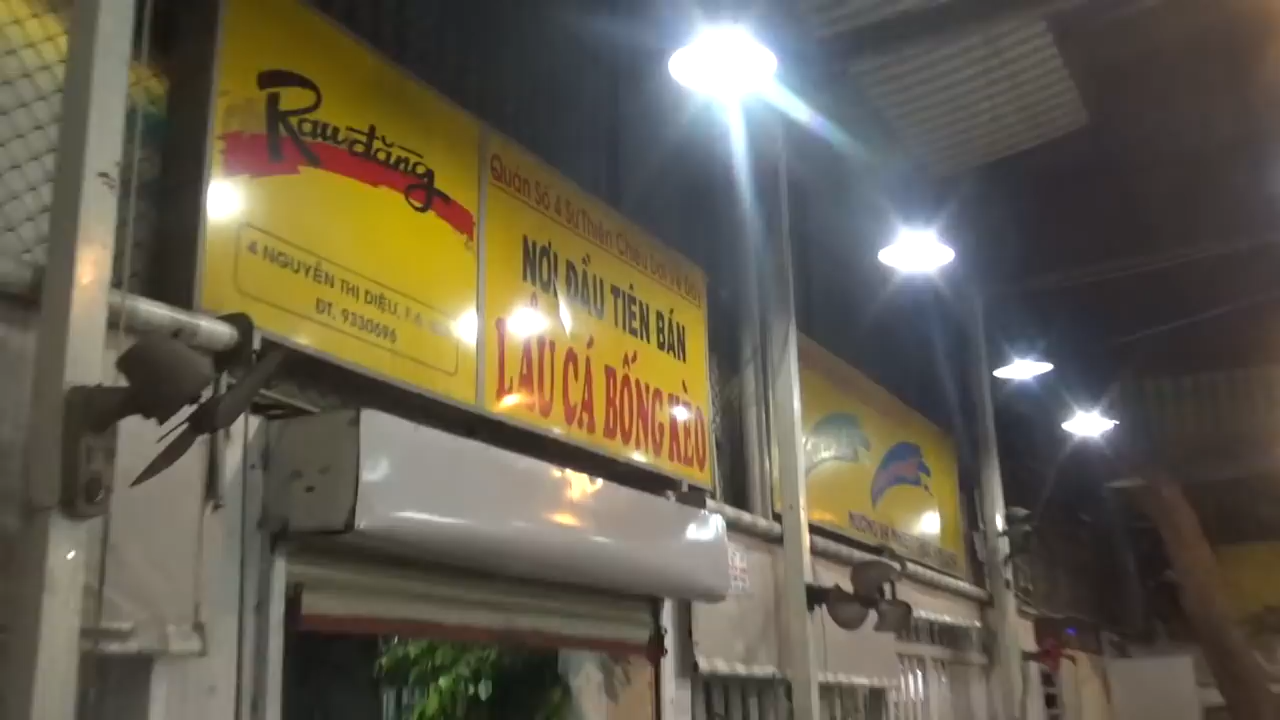 Rau đắng
4 NGUYỄN THỊ DIỆU, F.6
ĐT. 9330696
Quán Số 4 Sư Thiện Chiếu Dời Về Đây
NƠI ĐẦU TIÊN BÁN
LẨU CÁ BỐNG KÈO
NƯỚNG